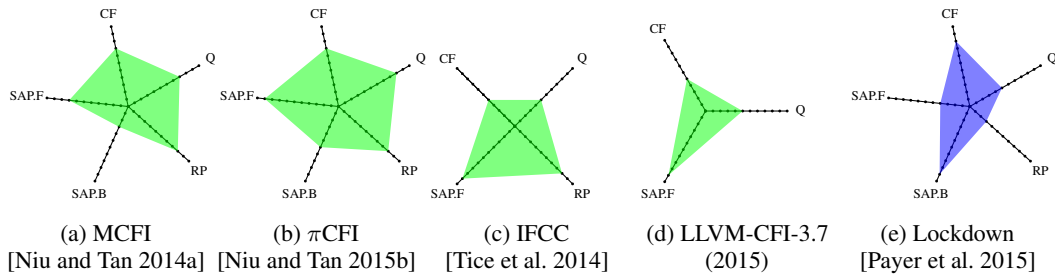 CF
Q
SAP.F
SAP.B
RP
(a) MCFI
[Niu and Tan 2014a]
CF
Q
SAP.F
SAP.B
RP
(b) πCFI
[Niu and Tan 2015b]
CF
Q
SAP.F
RP
(c) IFCC
[Tice et al. 2014]
CF
Q
SAP.F
(d) LLVM-CFI-3.7
(2015)
CF
Q
SAP.F
SAP.B
RP
(e) Lockdown
[Payer et al. 2015]